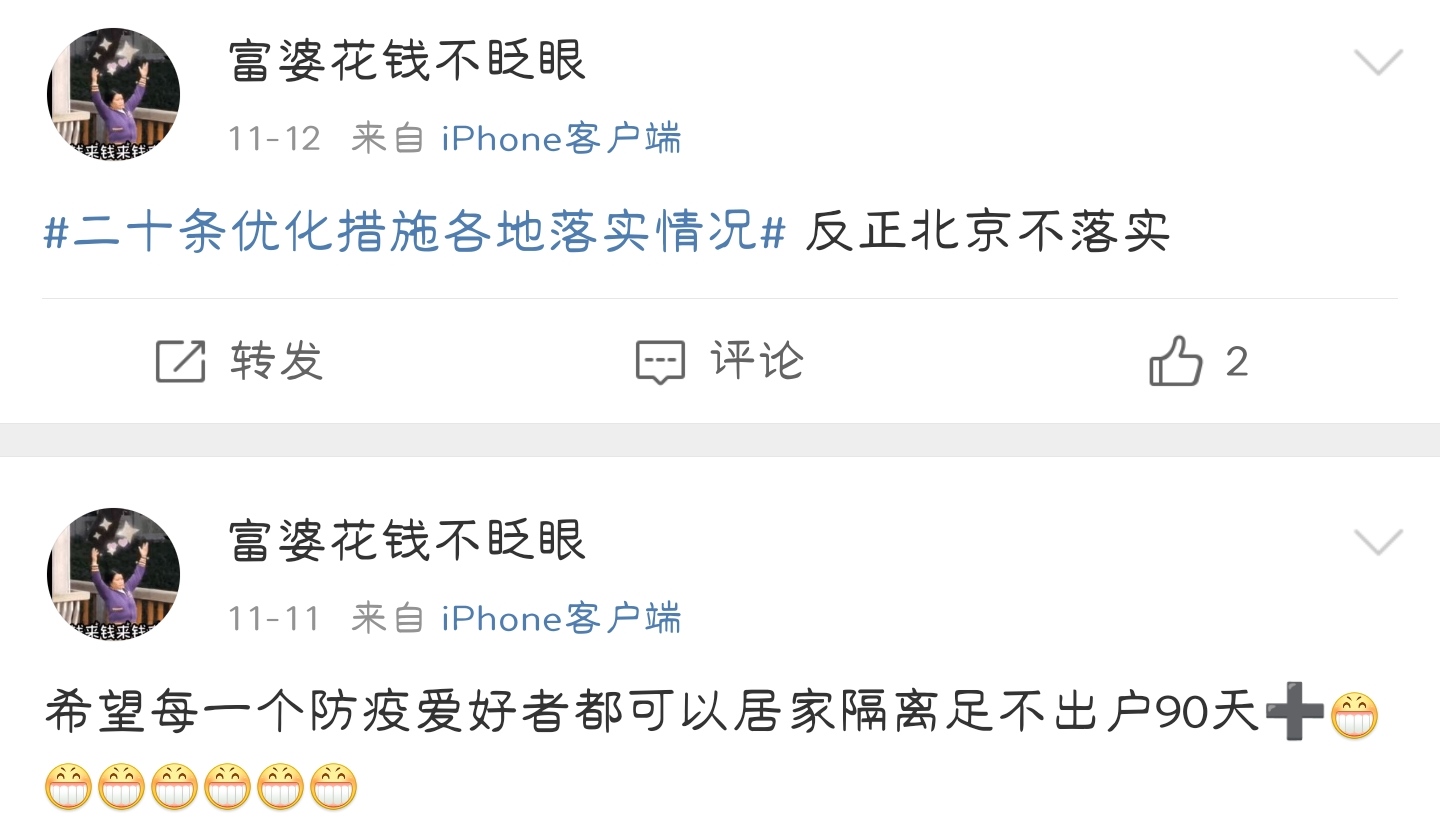 富婆花钱不眨眼
11-12 来自 iPhone客户端
#二十条优化措施各地落实情况# 反正北京不落实
转发 评论 2
富婆花钱不眨眼
11-11 来自 iPhone客户端
希望每一个防疫爱好者都可以居家隔离足不出户90天➕😁
😁😁😁😁😁😁